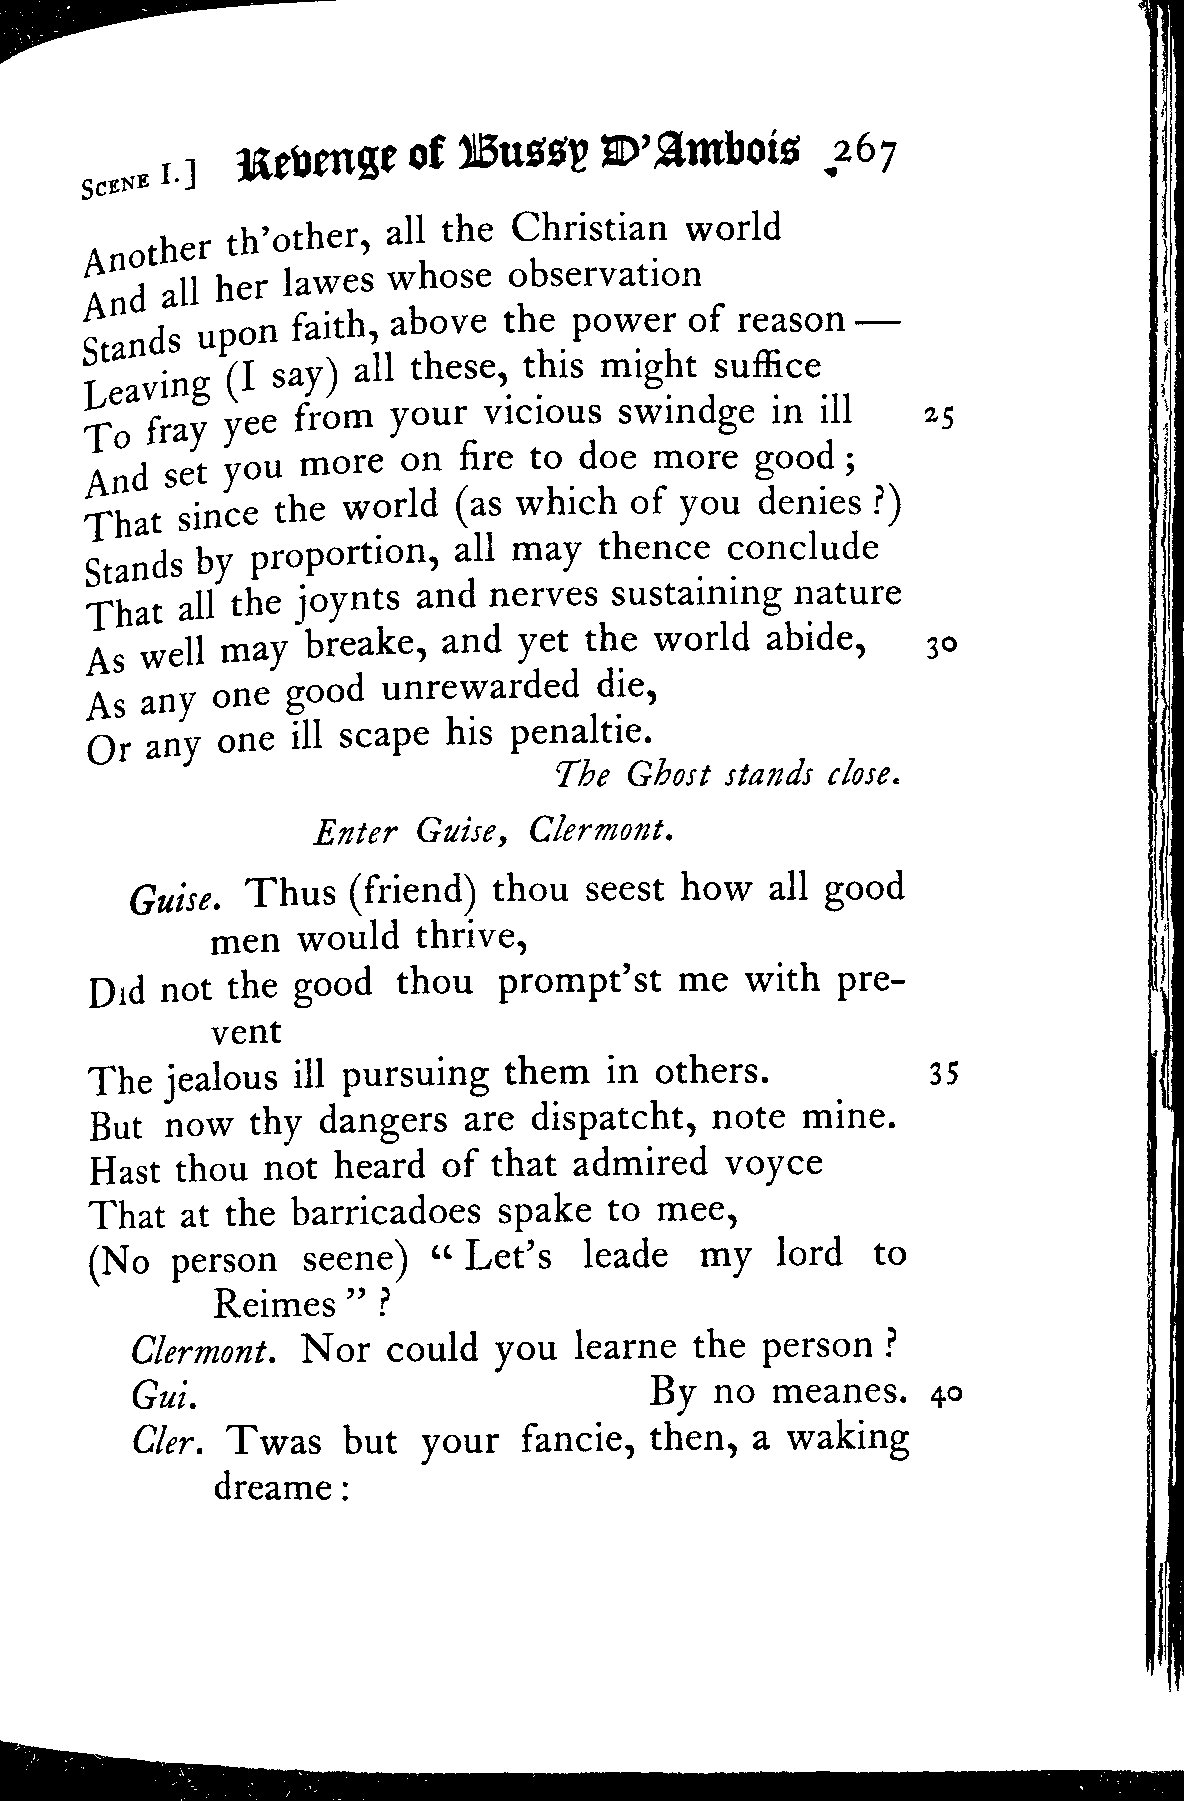 SCENE I.] Revenge of Bussy D'Ambois 267
Another th'other, all the Christian world
And all her lawes whose observation
Stands upon faith, above the power of reason —
Leaving (I say) all these, this might suffice
To fray yee from your vicious swindge in ill 25
And set you more on fire to doe more good ;
That since the world (as which of you denies ?)
Stands by proportion, all may thence conclude
That all the joynts and nerves sustaining nature
As well may breake, and yet the world abide, 30
As any one good unrewarded die,
Or any one ill scape his penaltie.
The Ghost stands close.
Enter Guise, Clermont.
Guise. Thus (friend) thou seest how all good
men would thrive,
Did not the good thou prompt'st me with pre-
vent
The jealous ill pursuing them in others. 35
But now thy dangers are dispatcht, note mine.
Hast thou not heard of that admired voyce
That at the barricadoes spake to mee,
(No person seene) “ Let's leade my lord to
Reimes ” ?
Clermont. Nor could you learne the person ?
Gui. By no meanes. 40
Cler. Twas but your fancie, then, a waking
dreame :